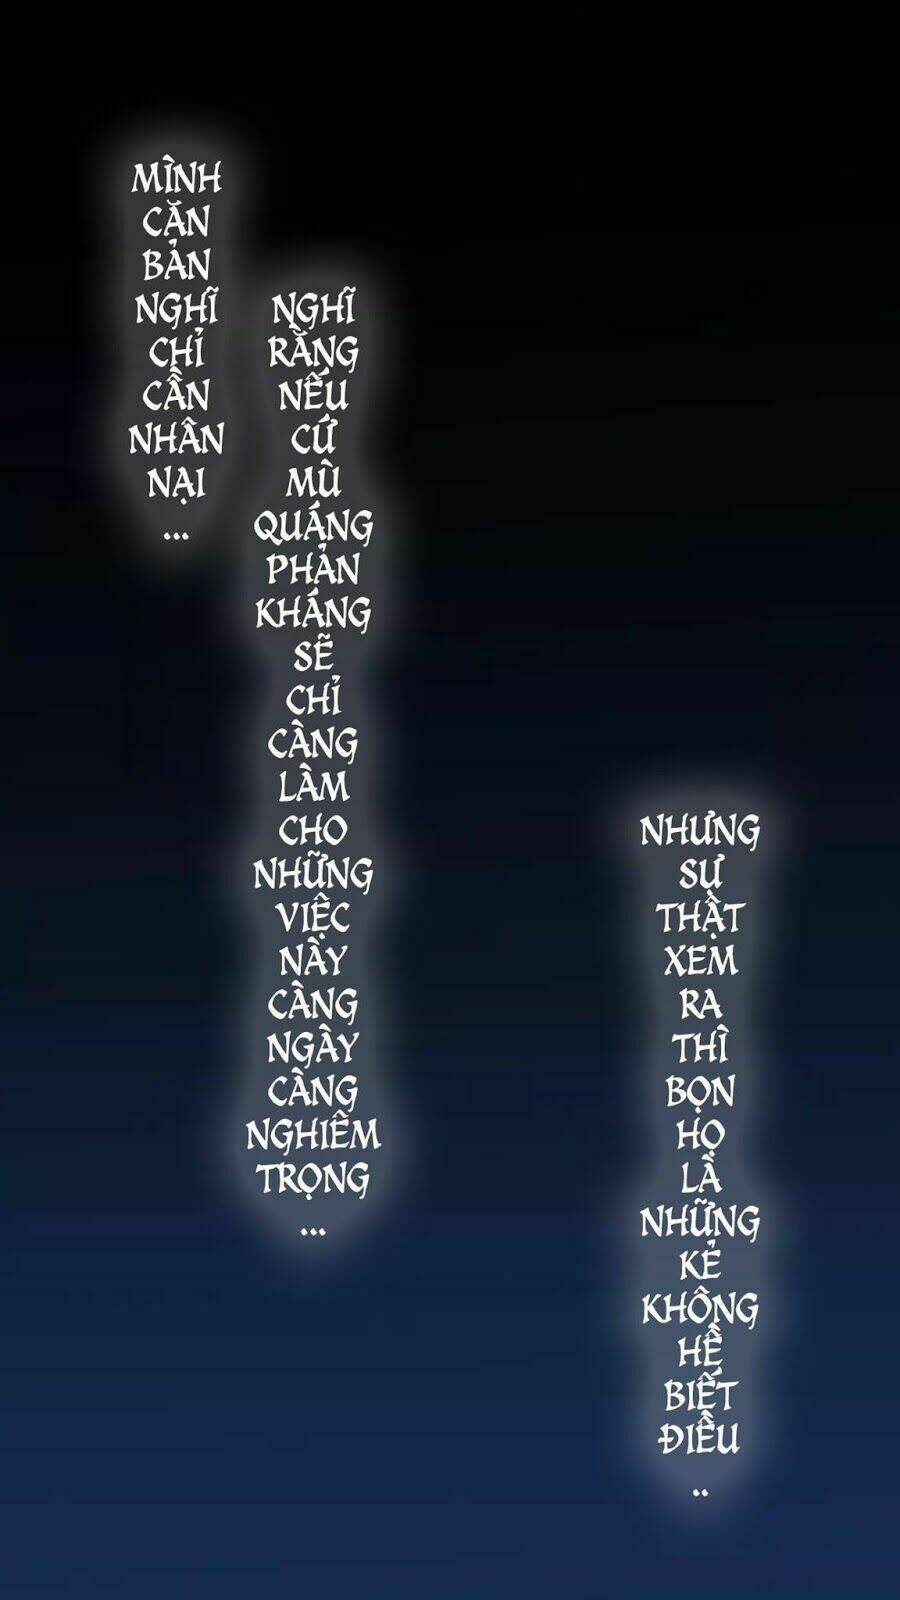 MÌNH
CĂN
BẢN
NGHĨ
CHỈ
CẦN
NHÂN
NẠI
...
NGHĨ
RẰNG
NẾU
CỨ
MÙ
QUÁNG
PHẢN
KHÁNG
SẼ
CHỈ
CÀNG
LÀM
CHO
NHỮNG
VIỆC
NÀY
CÀNG
NGÀY
CÀNG
NGHIÊM
TRỌNG
...
NHƯNG
SỰ
THẬT
XEM
RA
THÌ
BỌN
HỌ
LÀ
NHỮNG
KẺ
KHÔNG
HỀ
BIẾT
ĐIỀU
..